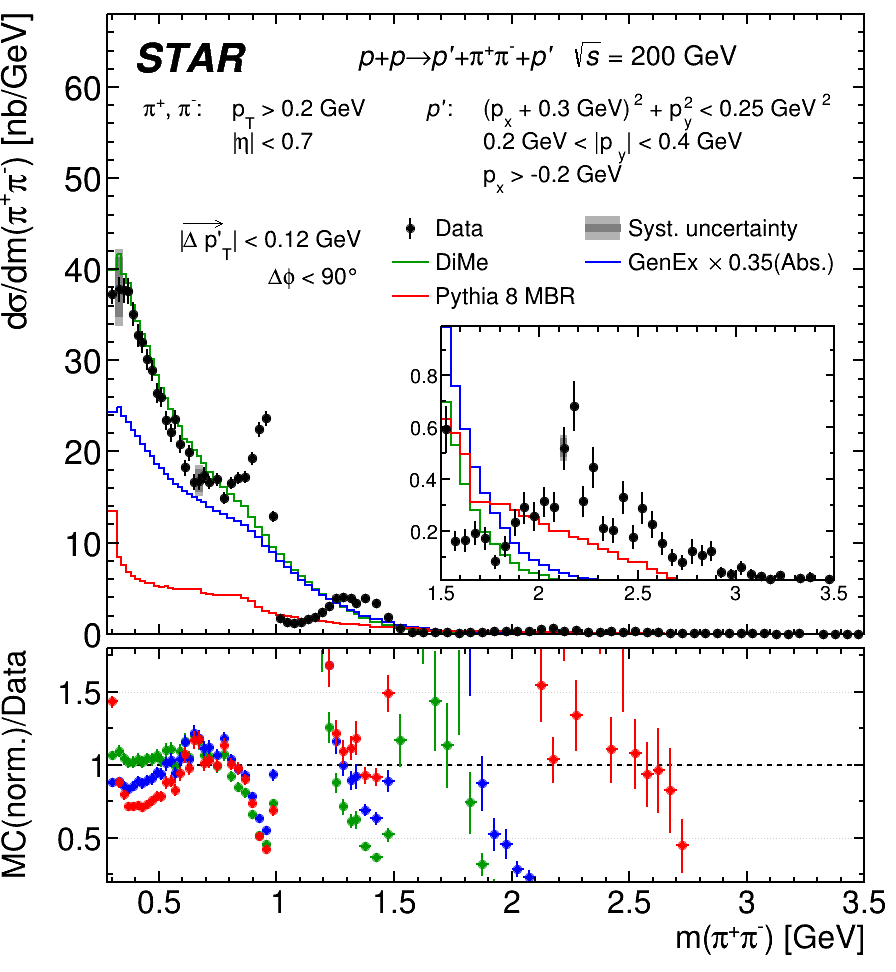 STAR p+p→p′+π⁺π⁻+p′ √s = 200 GeV
π⁺, π⁻: p_T > 0.2 GeV p′: (p_x + 0.3 GeV)² + p_y² < 0.25 GeV²
|η| < 0.7 0.2 GeV < |p_y| < 0.4 GeV
p_x > -0.2 GeV
|Δp′_T| < 0.12 GeV
Δϕ < 90°
Data Syst. uncertainty
DiMe GenEx × 0.35(Abs.)
Pythia 8 MBR
dσ/dm(π⁺π⁻) [nb/GeV]
60
50
40
30
20
10
0
0.8
0.6
0.4
0.2
1.5 2 2.5 3 3.5
MC(norm.)/Data
1.5
1
0.5
0.5 1 1.5 2 2.5 3 3.5
m(π⁺π⁻) [GeV]